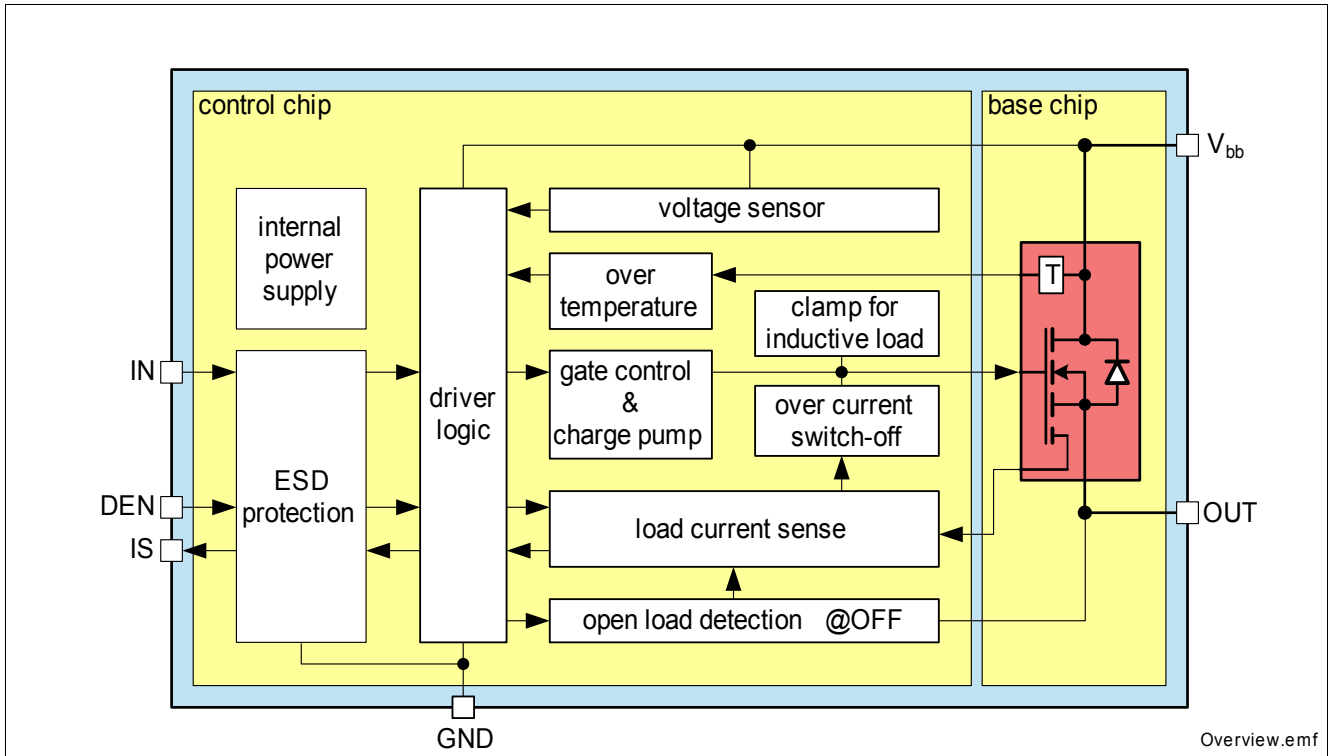 control chip
base chip
V_bb
voltage sensor
internal
power
supply
over
temperature
T
clamp for
inductive load
IN
driver
logic
gate control
&
charge pump
over current
switch-off
ESD
protection
DEN
IS
load current sense
OUT
open load detection @OFF
GND
Overview.emf